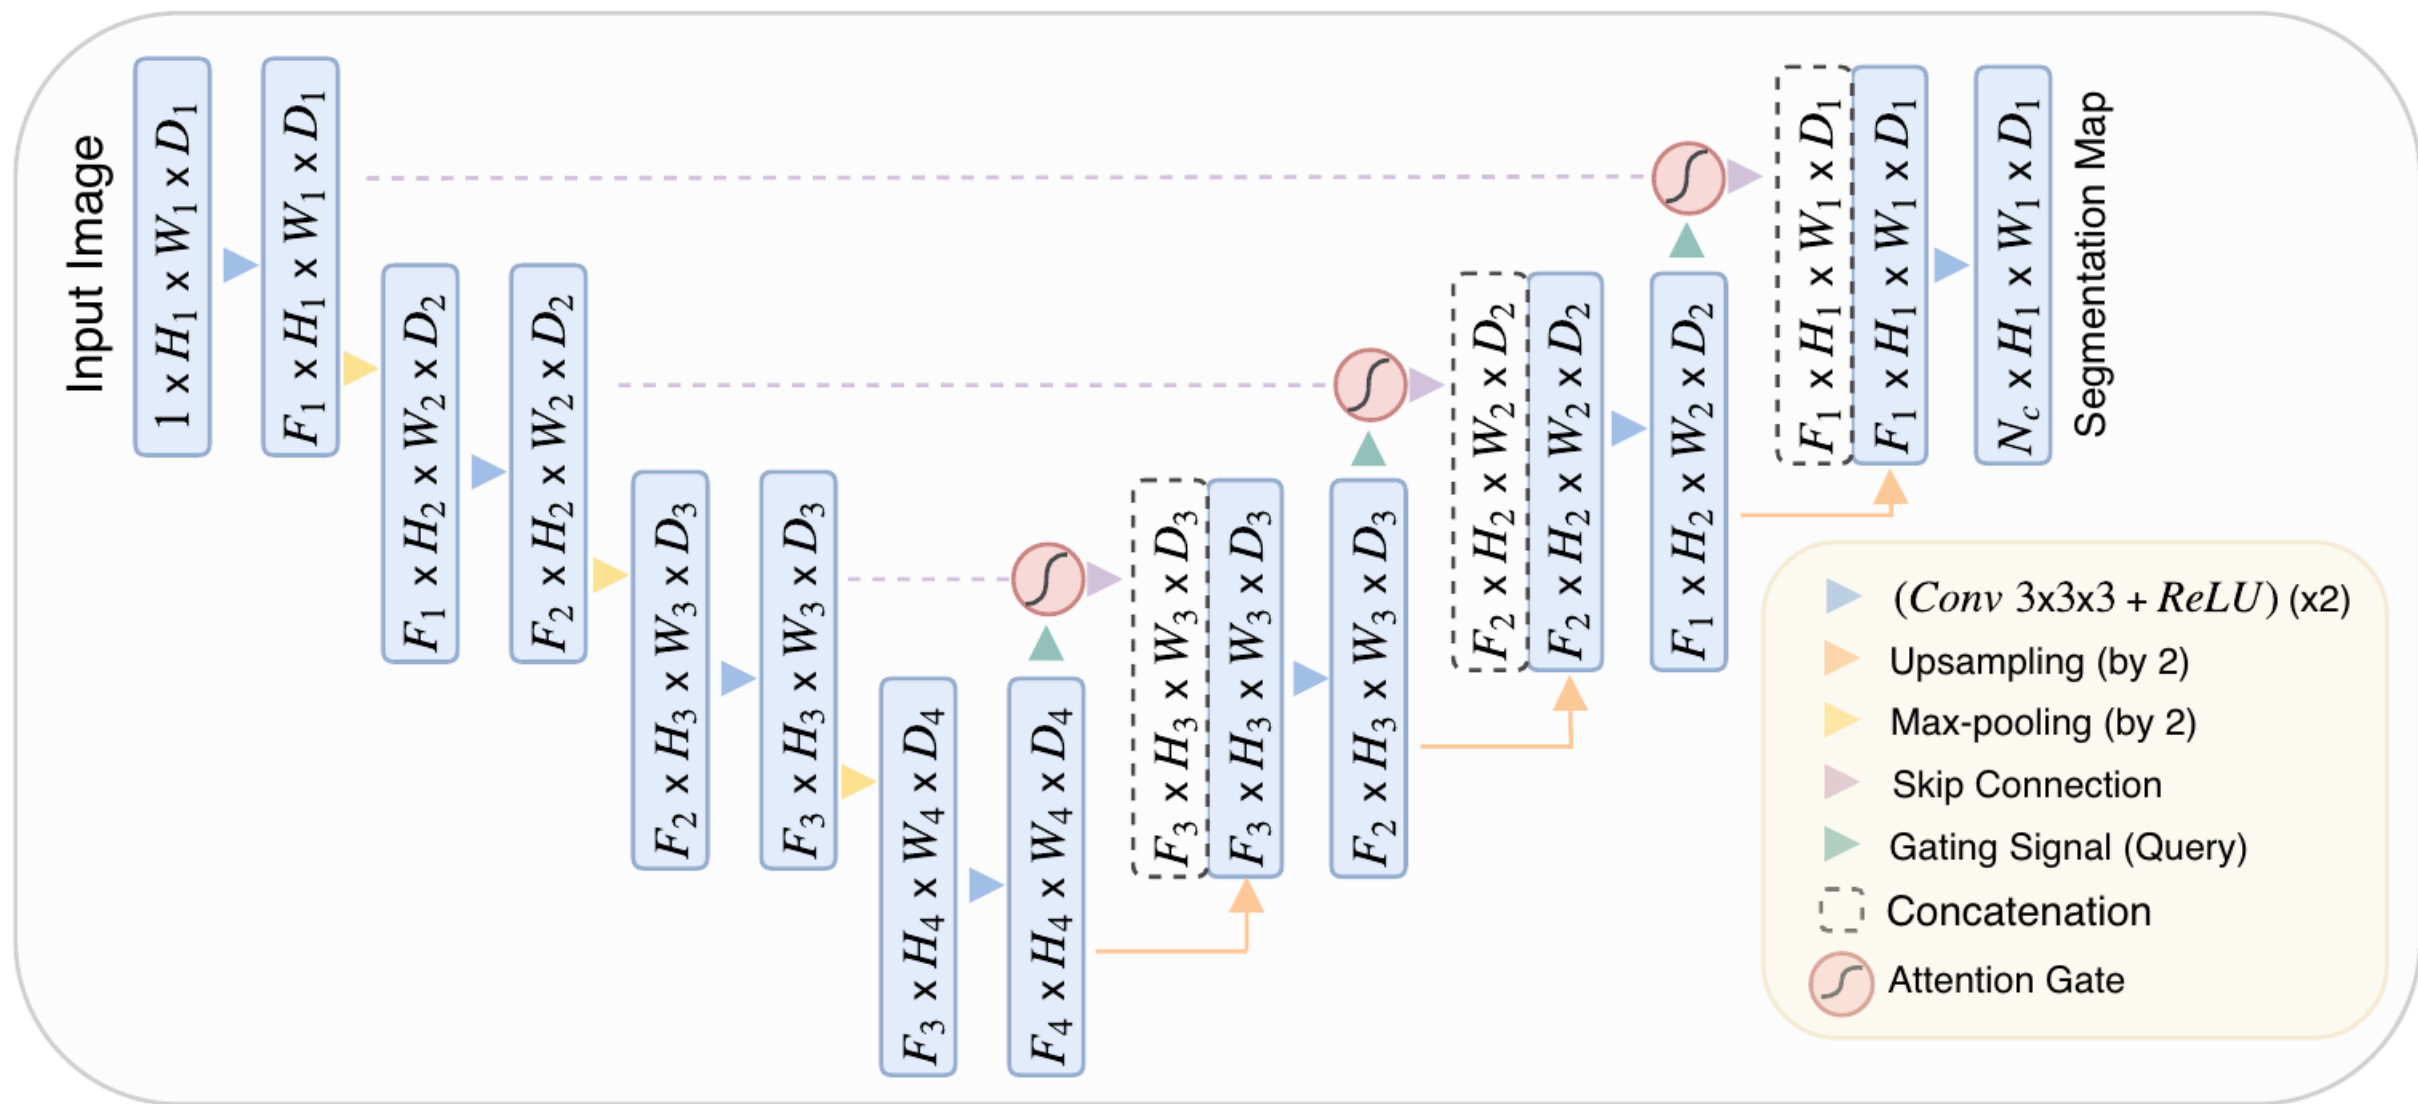 Input Image
1 x H₁ x W₁ x D₁
F₁ x H₁ x W₁ x D₁
F₁ x H₂ x W₂ x D₂
F₂ x H₂ x W₂ x D₂
F₂ x H₃ x W₃ x D₃
F₃ x H₃ x W₃ x D₃
F₃ x H₄ x W₄ x D₄
F₄ x H₄ x W₄ x D₄
F₃ x H₃ x W₃ x D₃
F₃ x H₃ x W₃ x D₃
F₂ x H₃ x W₃ x D₃
F₂ x H₂ x W₂ x D₂
F₂ x H₂ x W₂ x D₂
F₁ x H₂ x W₂ x D₂
F₁ x H₁ x W₁ x D₁
F₁ x H₁ x W₁ x D₁
N_c x H₁ x W₁ x D₁
Segmentation Map
(Conv 3x3x3 + ReLU) (x2)
Upsampling (by 2)
Max-pooling (by 2)
Skip Connection
Gating Signal (Query)
Concatenation
Attention Gate